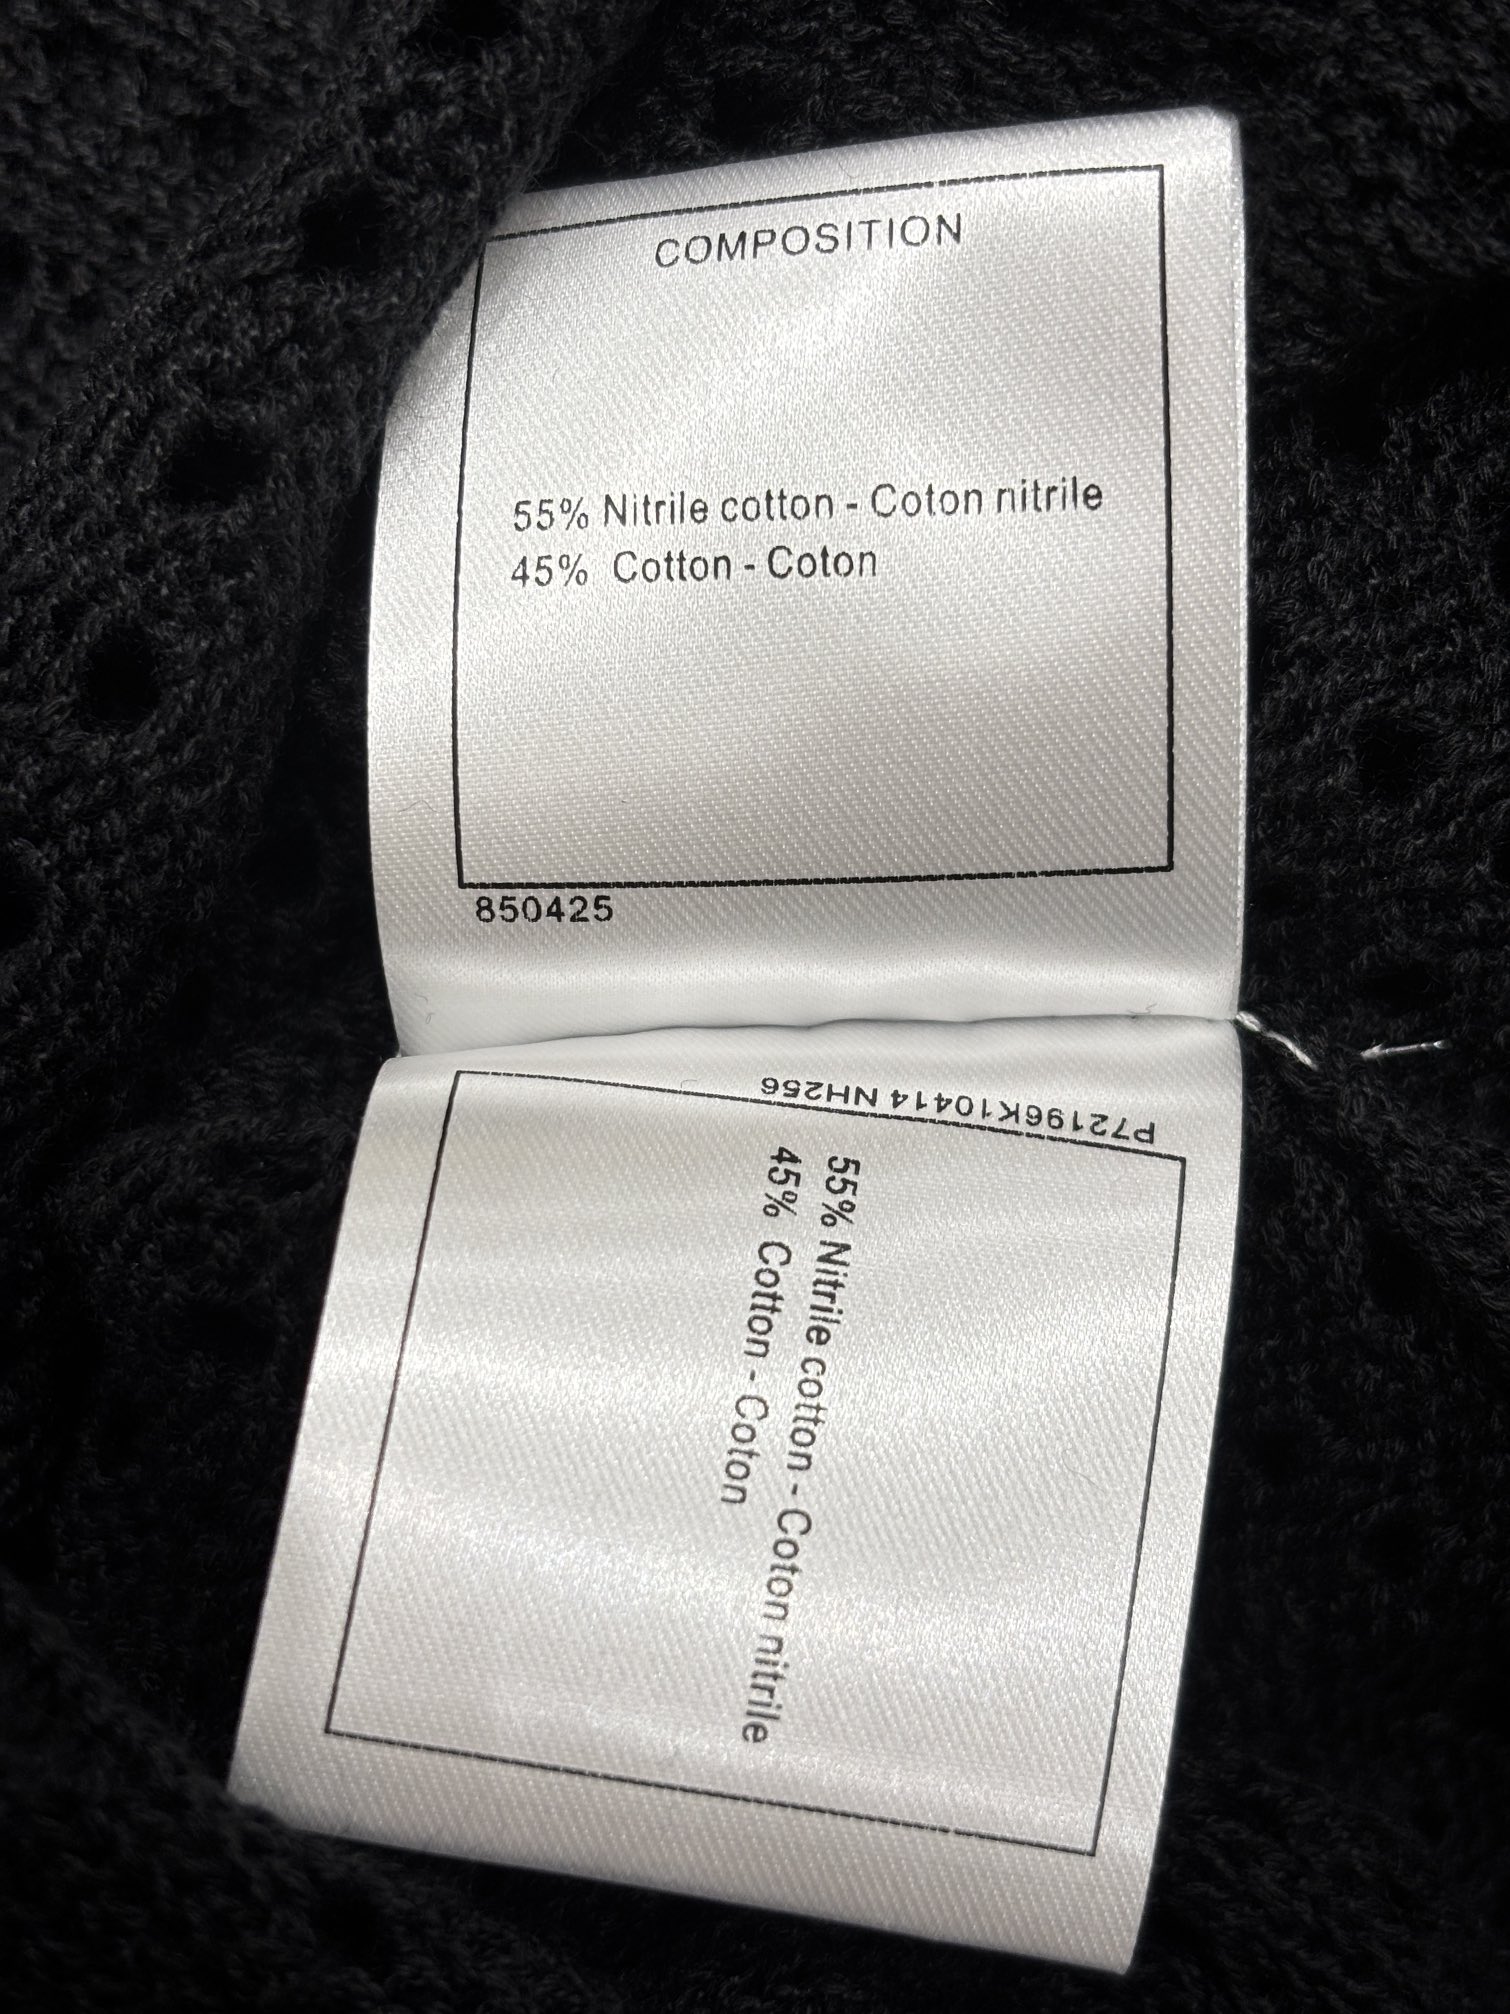 COMPOSITION
55% Nitrile cotton - Coton nitrile
45% Cotton - Coton
850425
P72196K10414 NH256
55% Nitrile cotton - Coton nitrile
45% Cotton - Coton